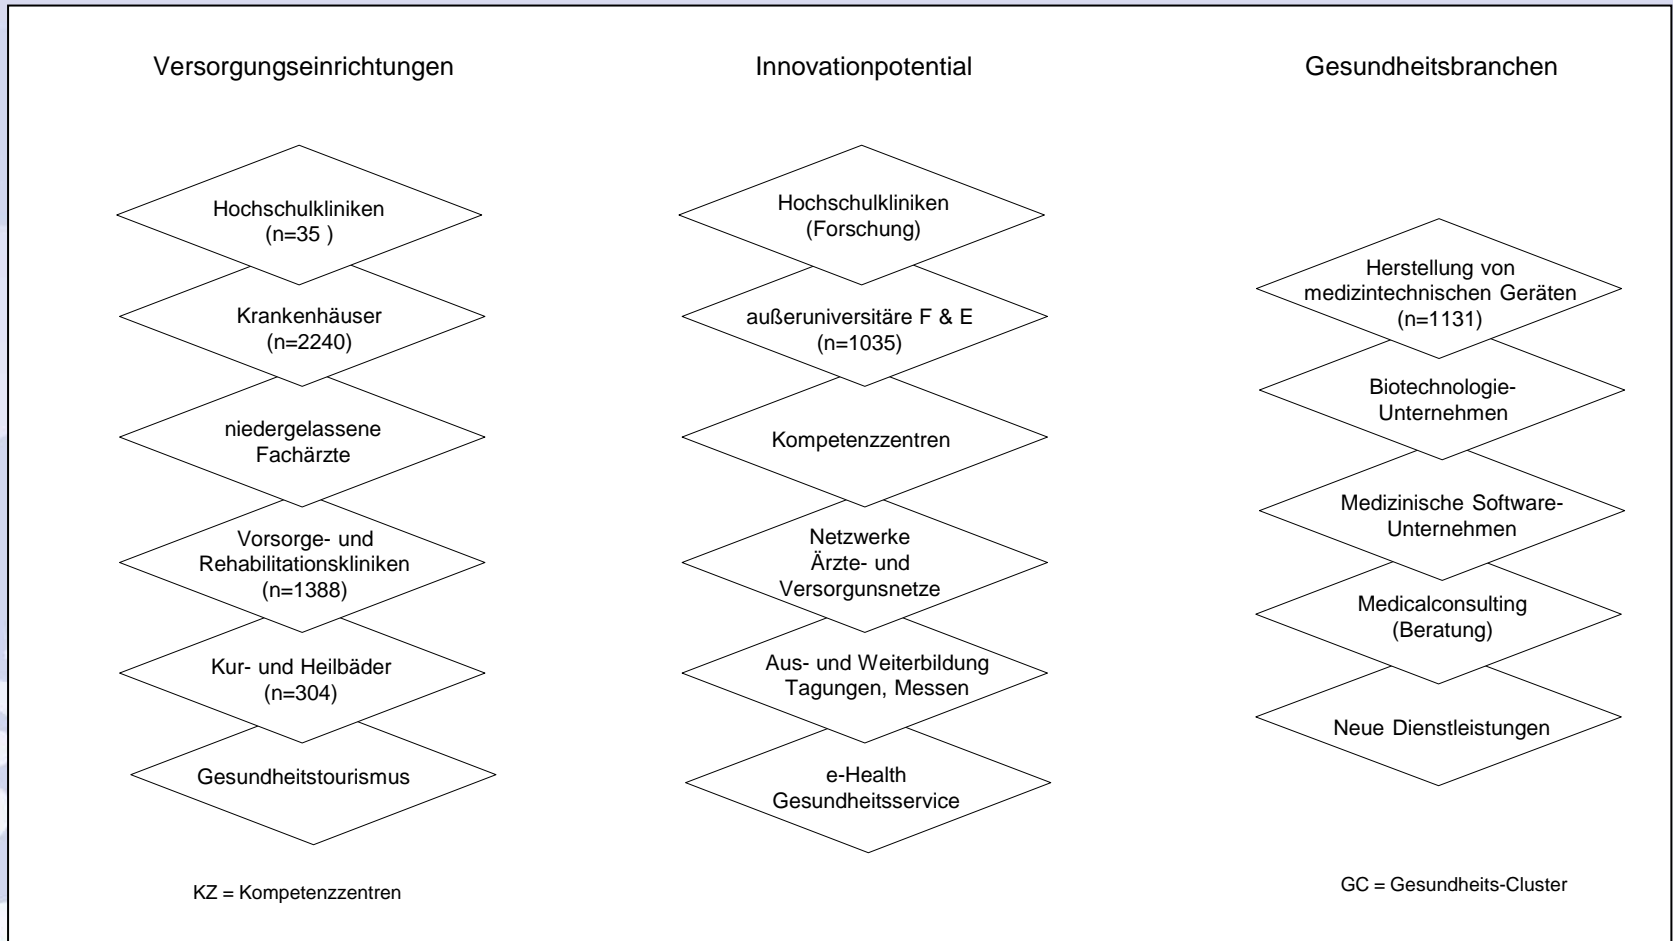 Versorgungseinrichtungen
Hochschulkliniken
(n=35 )
Krankenhäuser
(n=2240)
niedergelassene
Fachärzte
Vorsorge- und
Rehabilitationskliniken
(n=1388)
Kur- und Heilbäder
(n=304)
Gesundheitstourismus
KZ = Kompetenzzentren
Innovationpotential
Hochschulkliniken
(Forschung)
außeruniversitäre F & E
(n=1035)
Kompetenzzentren
Netzwerke
Ärzte- und
Versorgunsnetze
Aus- und Weiterbildung
Tagungen, Messen
e-Health
Gesundheitsservice
Gesundheitsbranchen
Herstellung von
medizintechnischen Geräten
(n=1131)
Biotechnologie-
Unternehmen
Medizinische Software-
Unternehmen
Medicalconsulting
(Beratung)
Neue Dienstleistungen
GC = Gesundheits-Cluster